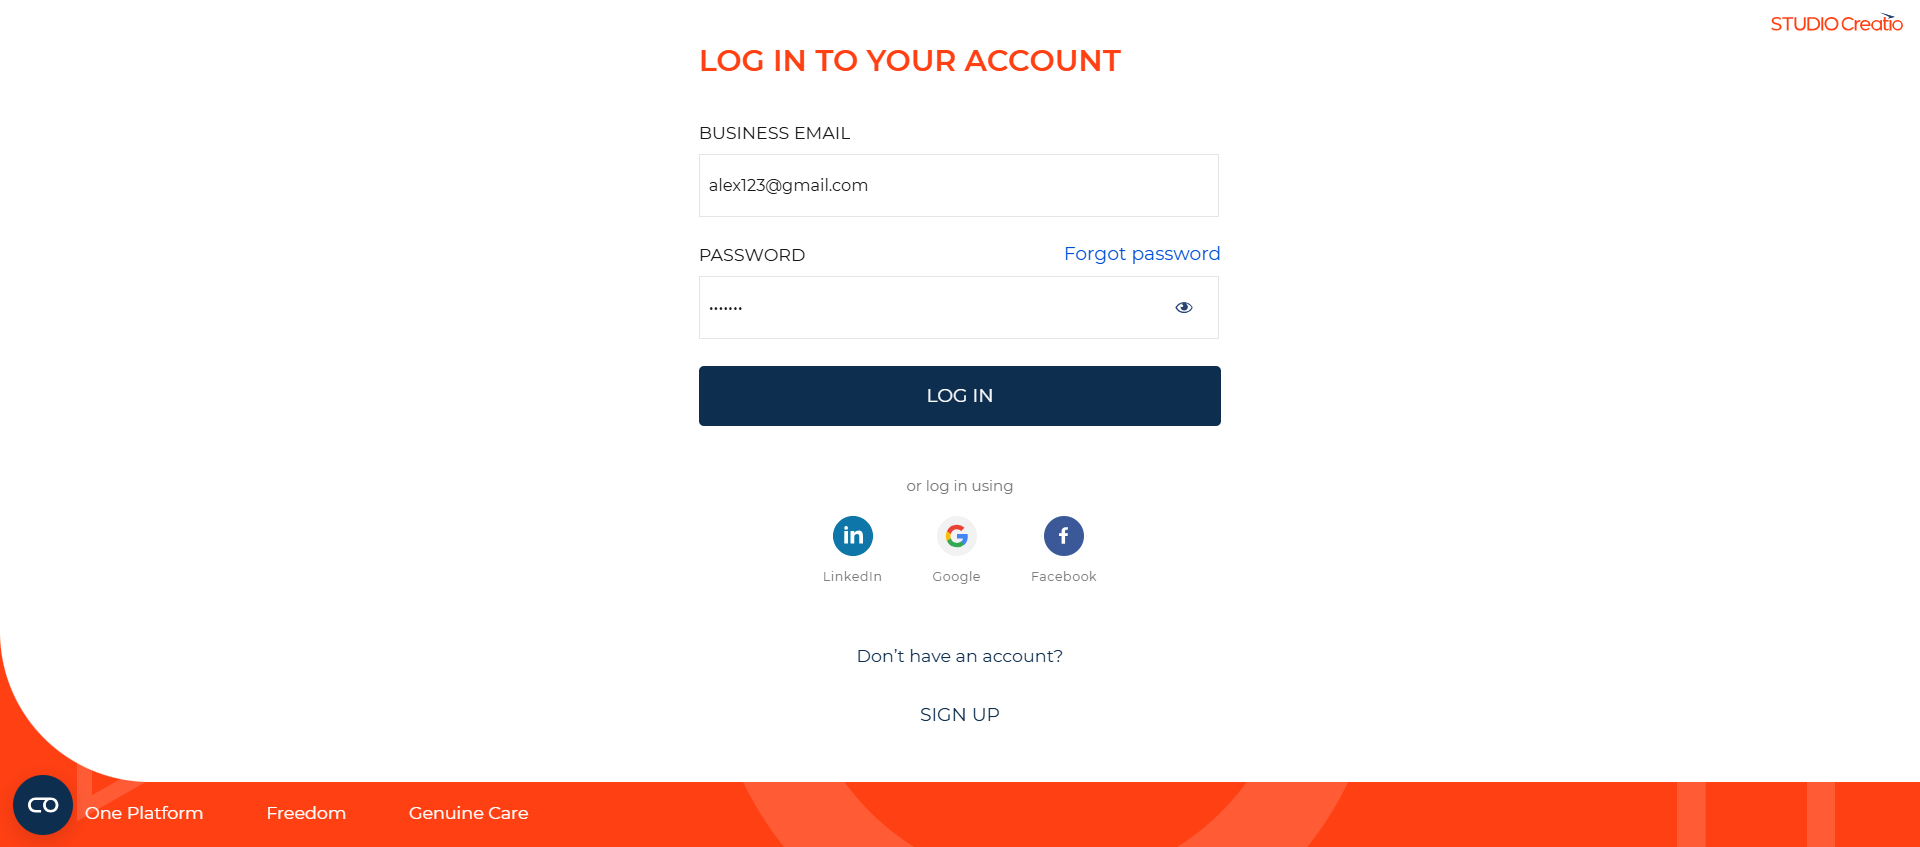 STUDIO Creatio
LOG IN TO YOUR ACCOUNT
BUSINESS EMAIL
alex123@gmail.com
PASSWORD
Forgot password
•••••••
LOG IN
or log in using
in
G
f
LinkedIn
Google
Facebook
Don’t have an account?
SIGN UP
One Platform
Freedom
Genuine Care